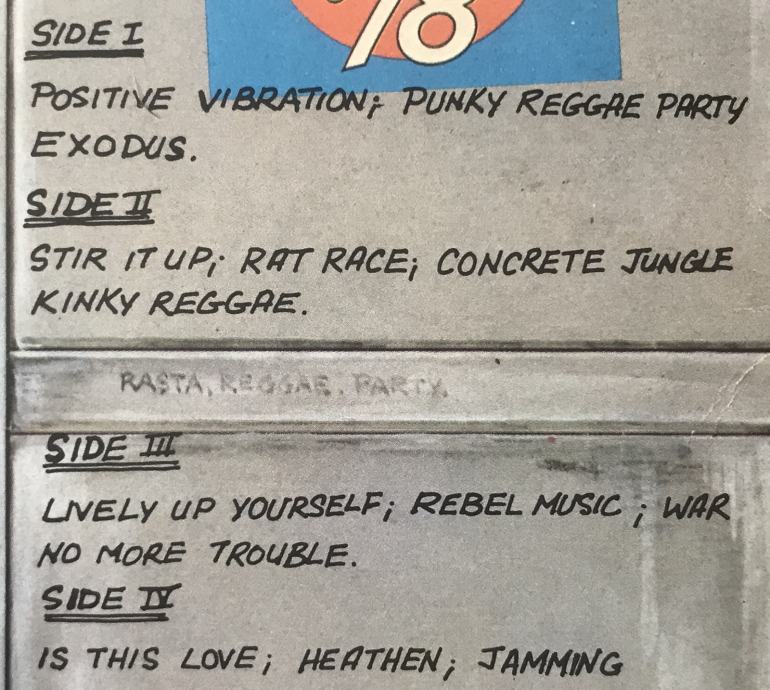 '78
SIDE I
POSITIVE VIBRATION; PUNKY REGGAE PARTY
EXODUS.
SIDE II
STIR IT UP; RAT RACE; CONCRETE JUNGLE
KINKY REGGAE.
RASTA, REGGAE, PARTY.
SIDE III
LIVELY UP YOURSELF; REBEL MUSIC; WAR
NO MORE TROUBLE.
SIDE IV
IS THIS LOVE; HEATHEN; JAMMING